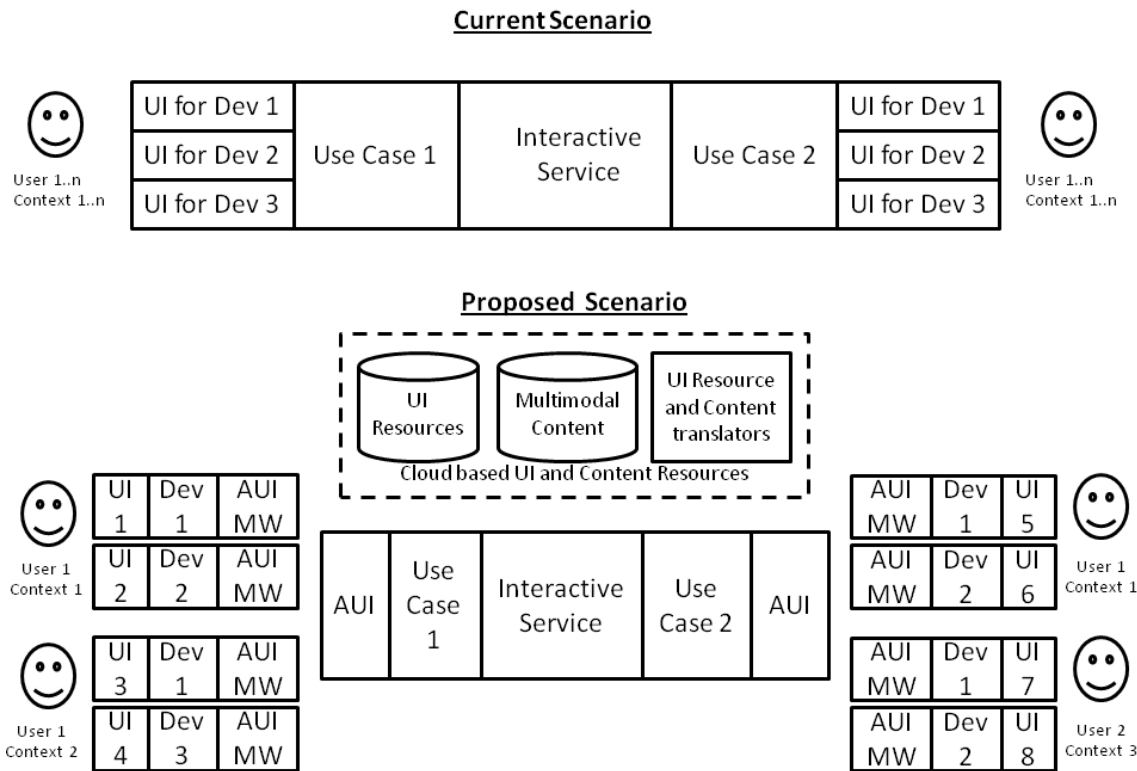 Current Scenario
UI for Dev 1
UI for Dev 2
UI for Dev 3
Use Case 1
Interactive
Service
Use Case 2
UI for Dev 1
UI for Dev 2
UI for Dev 3
User 1..n
Context 1..n
User 1..n
Context 1..n
Proposed Scenario
UI
Resources
Multimodal
Content
UI Resource
and Content
translators
Cloud based UI and Content Resources
UI
1
Dev
1
AUI
MW
UI
2
Dev
2
AUI
MW
User 1
Context 1
UI
3
Dev
1
AUI
MW
UI
4
Dev
3
AUI
MW
User 1
Context 2
AUI
Use
Case
1
Interactive
Service
Use
Case 2
AUI
AUI
MW
Dev
1
UI
5
AUI
MW
Dev
2
UI
6
User 1
Context 1
AUI
MW
Dev
1
UI
7
AUI
MW
Dev
2
UI
8
User 2
Context 3